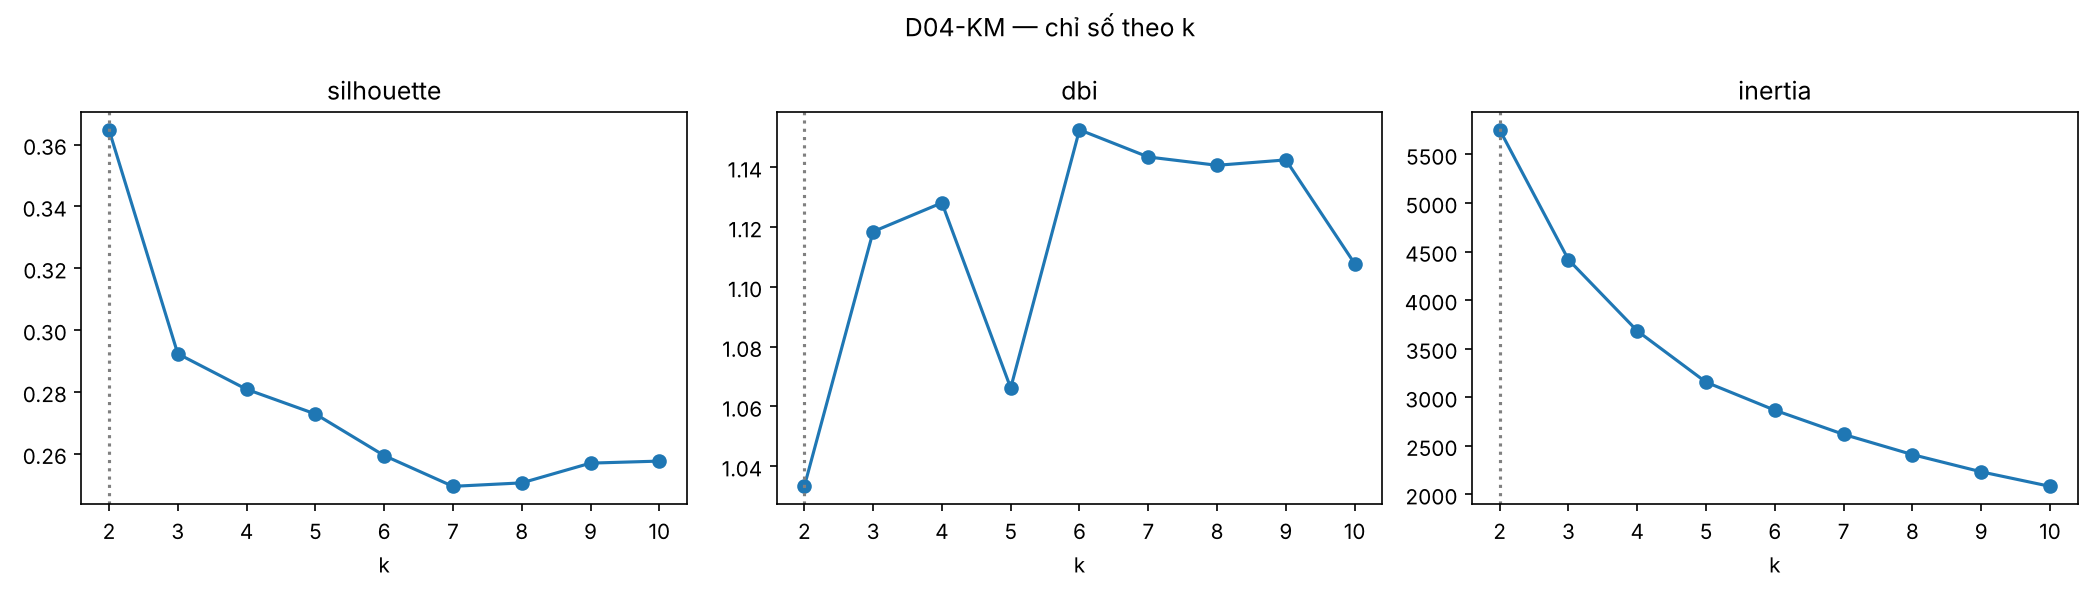 D04-KM — chỉ số theo k
silhouette
0.36
0.34
0.32
0.30
0.28
0.26
2 3 4 5 6 7 8 9 10
k
dbi
1.14
1.12
1.10
1.08
1.06
1.04
2 3 4 5 6 7 8 9 10
k
inertia
5500
5000
4500
4000
3500
3000
2500
2000
2 3 4 5 6 7 8 9 10
k